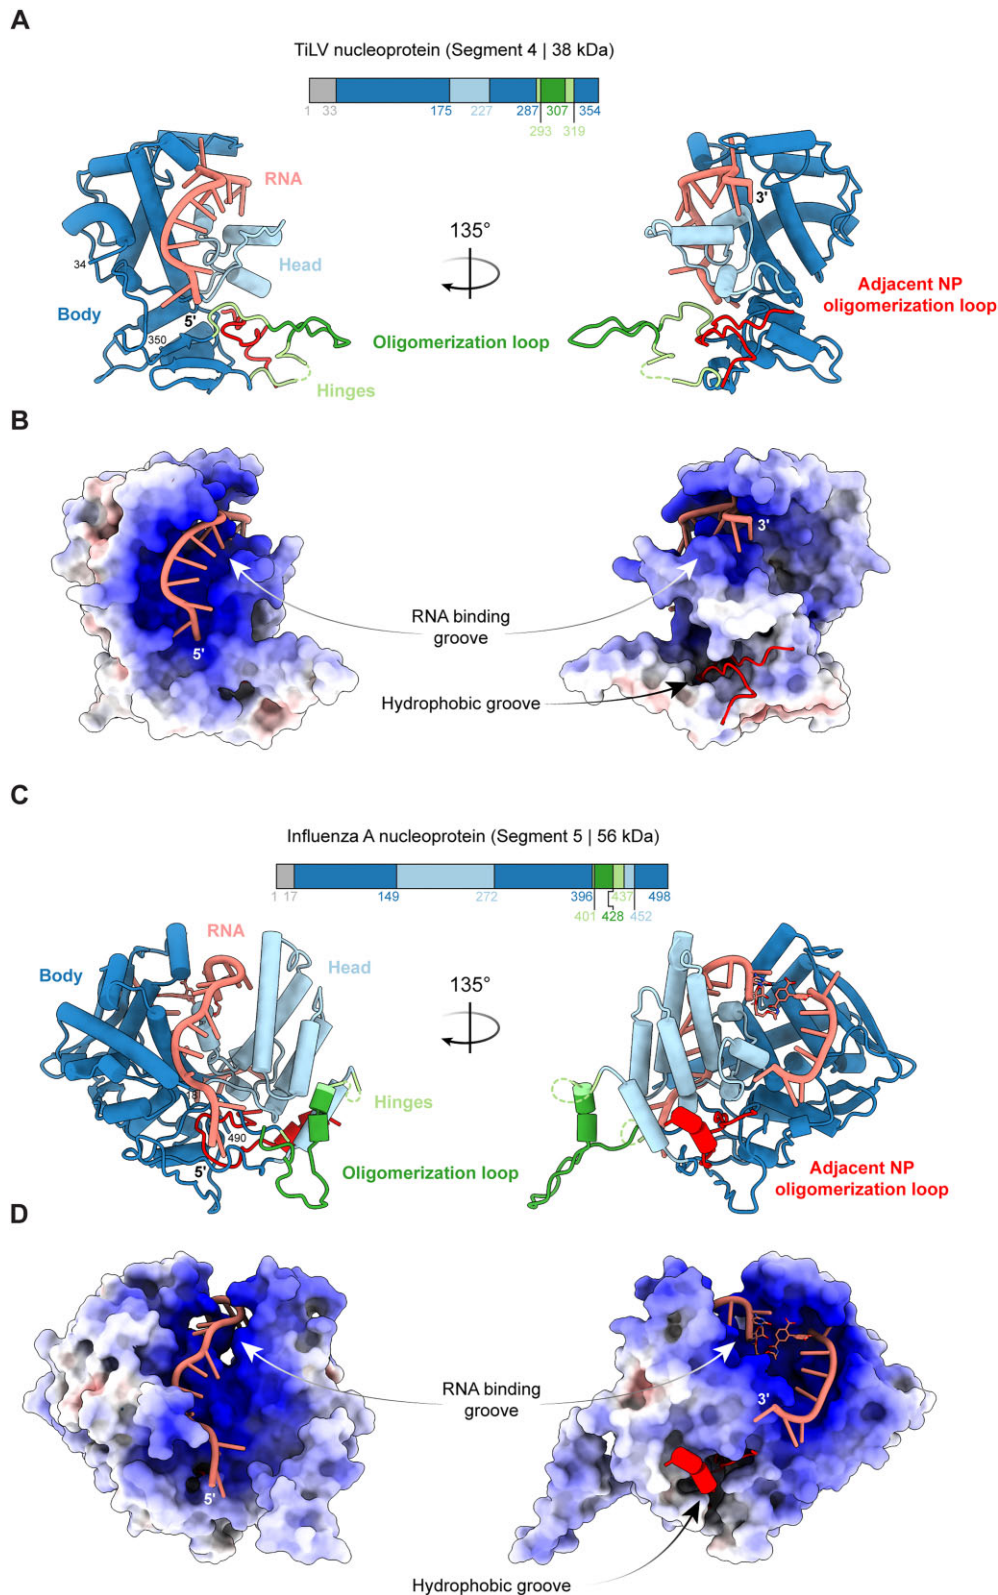 A
TiLV nucleoprotein (Segment 4 | 38 kDa)
1 33 175 227 287 307 354
293 319
RNA
3'
135°
34
Head
Adjacent NP
oligomerization loop
Body
5'
350
Oligomerization loop
Hinges
B
3'
RNA binding
groove
5'
Hydrophobic groove
C
Influenza A nucleoprotein (Segment 5 | 56 kDa)
1 17 149 272 396 437 498
401 428 452
RNA
Body
Head
135°
Hinges
18
490
5'
Oligomerization loop
Adjacent NP
oligomerization loop
D
RNA binding
groove
3'
5'
Hydrophobic groove